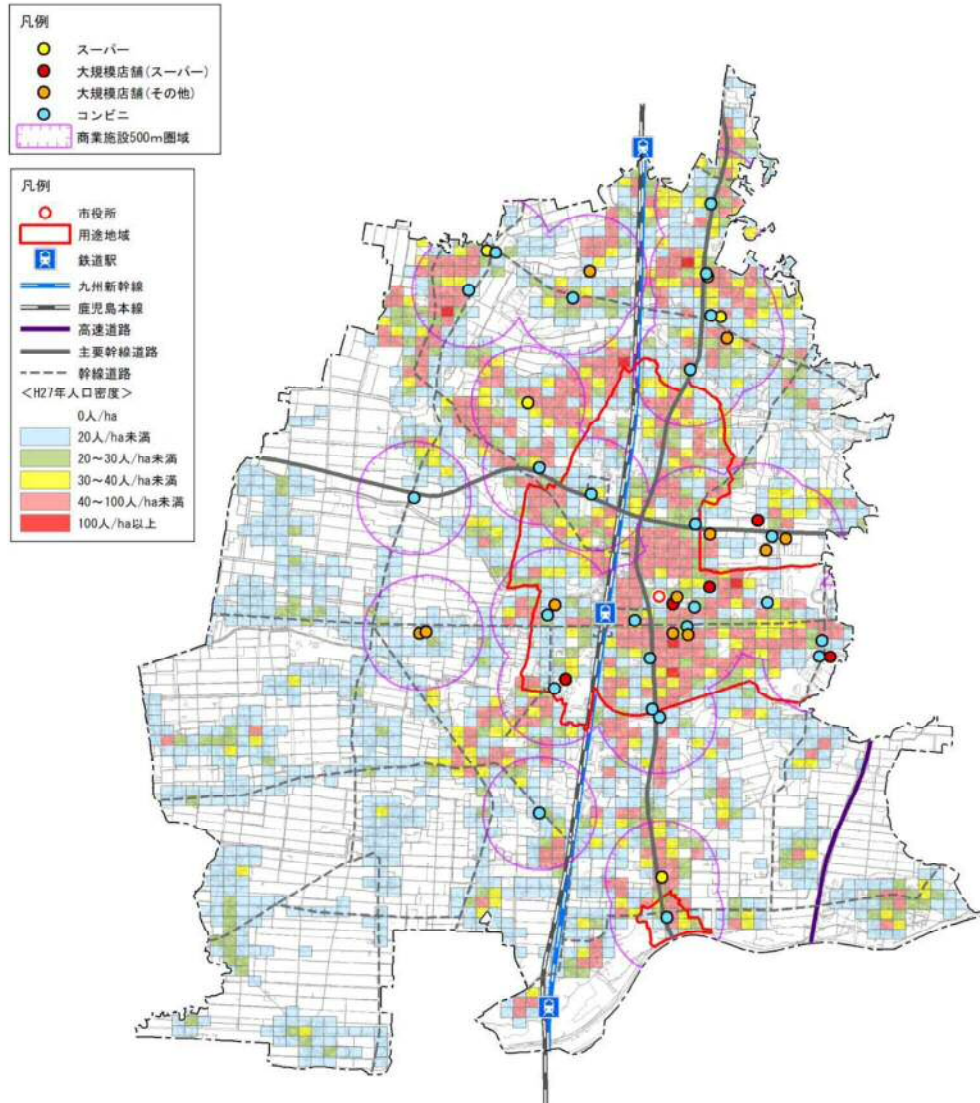 凡例
スーパー
大規模店舗(スーパー)
大規模店舗(その他)
コンビニ
商業施設500m圏域
凡例
市役所
用途地域
鉄道駅
九州新幹線
鹿児島本線
高速道路
主要幹線道路
幹線道路
<H27年人口密度>
0人/ha
20人/ha未満
20～30人/ha未満
30～40人/ha未満
40～100人/ha未満
100人/ha以上